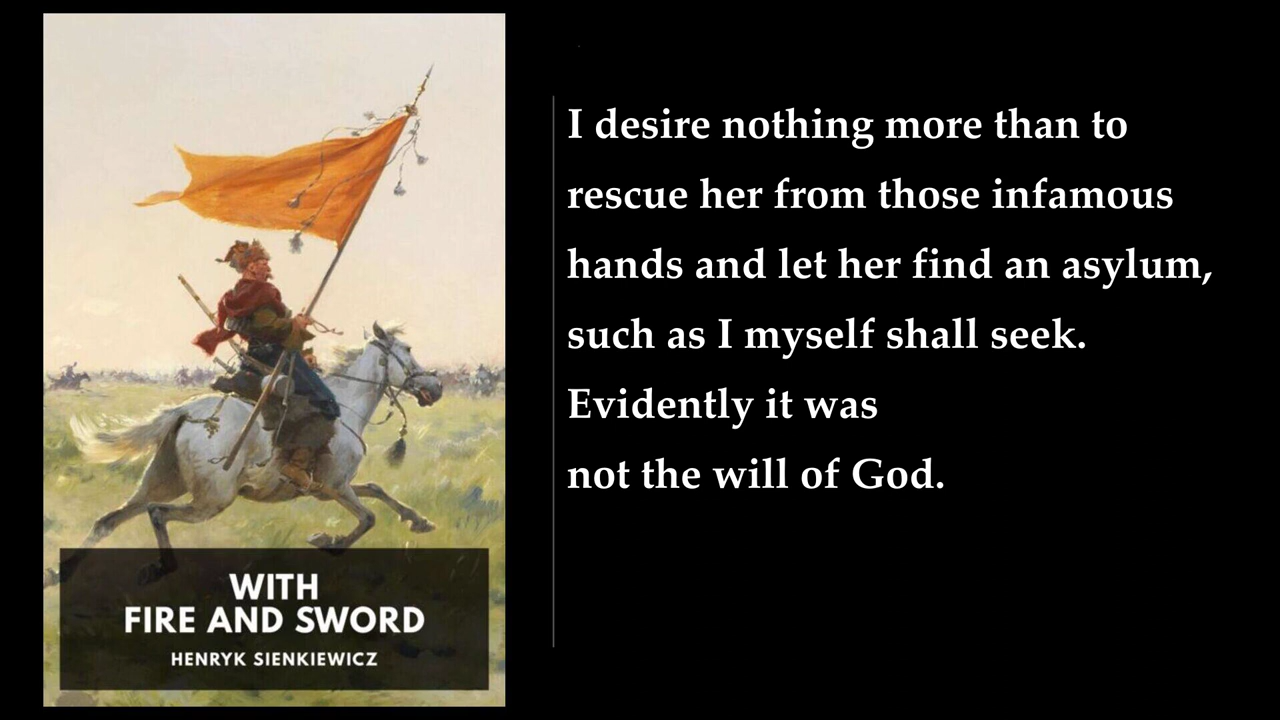 WITH
FIRE AND SWORD
HENRYK SIENKIEWICZ
I desire nothing more than to
rescue her from those infamous
hands and let her find an asylum,
such as I myself shall seek.
Evidently it was
not the will of God.